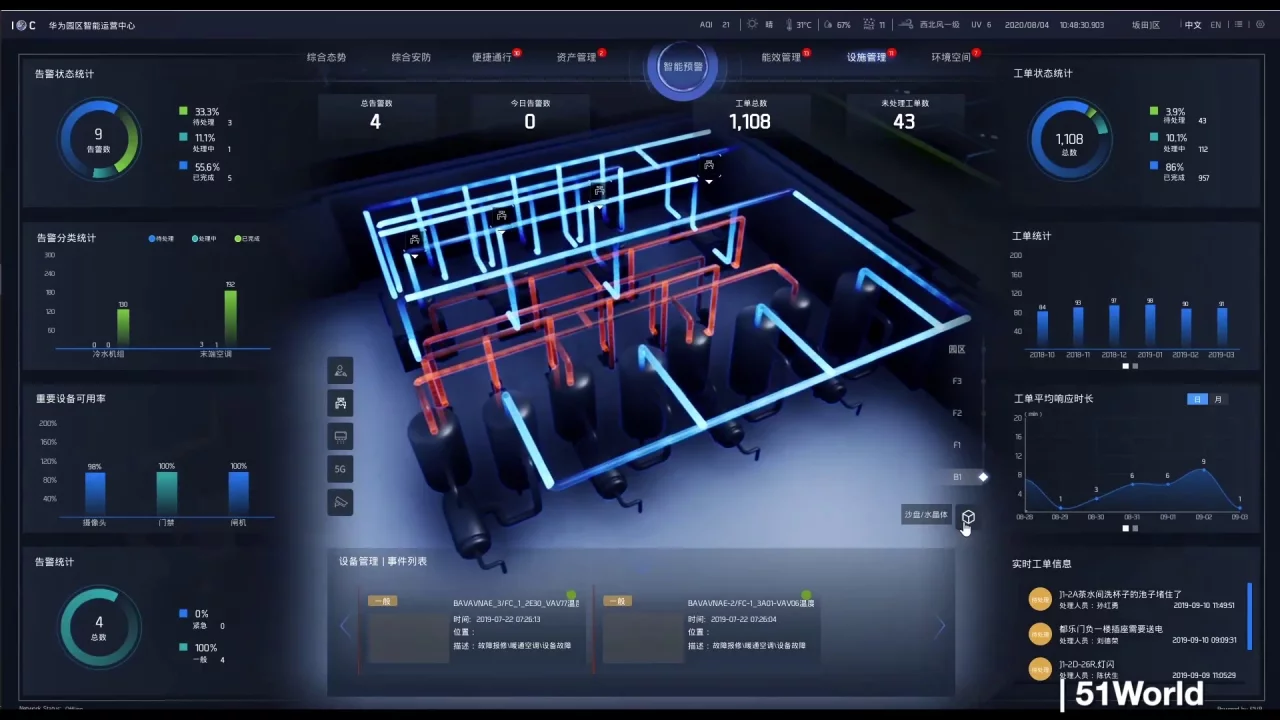 IOC 华为园区智能运营中心
AQI 21 晴 31°C 67% 11 西北风一级 UV 6 2020/08/04 10:48:30.903 坂田J区 中文 EN
综合态势 综合安防 便捷通行 资产管理 智能预警 能效管理 设施管理 环境空间
告警状态统计
9
告警数
33.3%
待处理 3
11.1%
处理中 1
55.6%
已完成 5
总告警数
4
今日告警数
0
工单总数
1,108
未处理工单数
43
工单状态统计
1,108
总数
3.9%
待处理 43
10.1%
处理中 112
86%
已完成 957
告警分类统计
待处理 处理中 已完成
300
240
180
120
60
0 0 130
3 1 192
冷水机组 末端空调
工单统计
200
160
120
80
40
84 93 97 98 90 91
2018-10 2018-11 2018-12 2019-01 2019-02 2019-03
重要设备可用率
200%
160%
120%
80%
40%
98% 100% 100%
摄像头 门禁 闸机
5G
园区
F3
F2
F1
B1
沙盘/水晶体
工单平均响应时长
日 月
20
16
12
8
4
1 3 6 6 9 1
08-28 08-29 08-30 08-31 09-01 09-02 09-03
告警统计
4
总数
0%
紧急 0
100%
一般 4
设备管理 | 事件列表
一般
BAVAVNAE_3/FC_1_2E30_VAV77温度
时间: 2019-07-22 07:26:13
位置:
描述: 故障报修\暖通空调\设备故障
一般
BAVAVNAE-2/FC-1_3A01-VAV06温度
时间: 2019-07-22 07:26:04
位置:
描述: 故障报修\暖通空调\设备故障
实时工单信息
待处理
J1-2A茶水间洗杯子的池子堵住了
处理人员: 孙红勇 2019-09-10 11:49:51
待处理
都乐门负一楼插座需要送电
处理人员: 刘德荣 2019-09-10 09:09:31
待处理
J1-2D-26R,灯闪
处理人员: 陈伏生 2019-09-09 11:05:29
51World